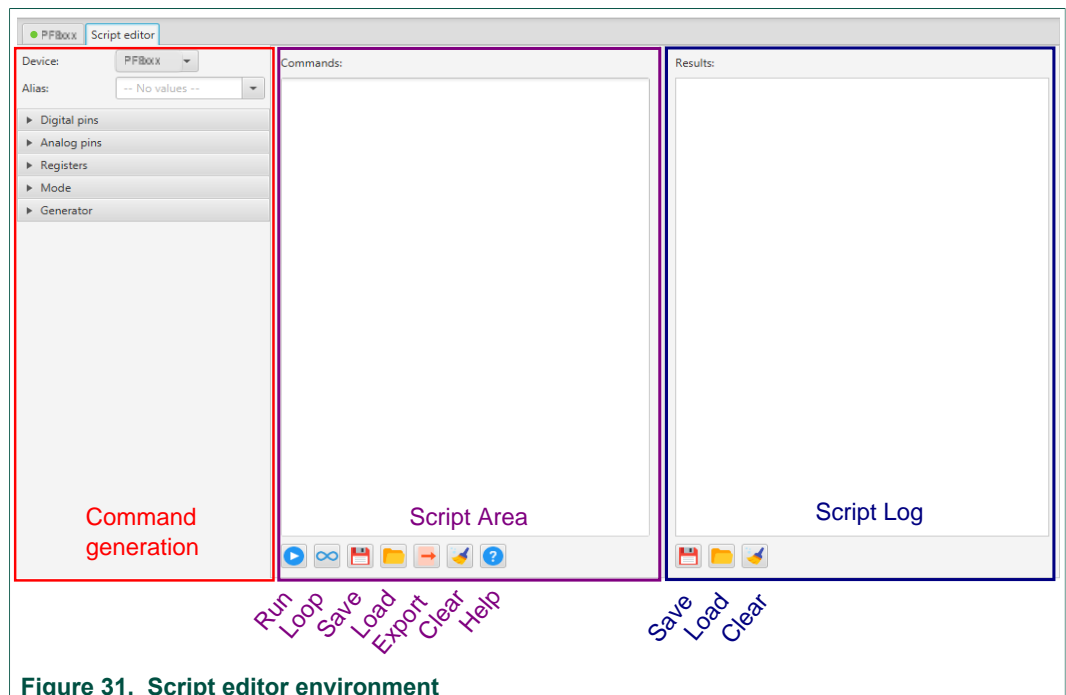 PF8xxx Script editor
Device: PF8xxx
Alias: -- No values --
Digital pins
Analog pins
Registers
Mode
Generator
Command
generation
Commands:
Script Area
Run Loop Save Load Export Clear Help
Results:
Script Log
Save Load Clear
Figure 31. Script editor environment